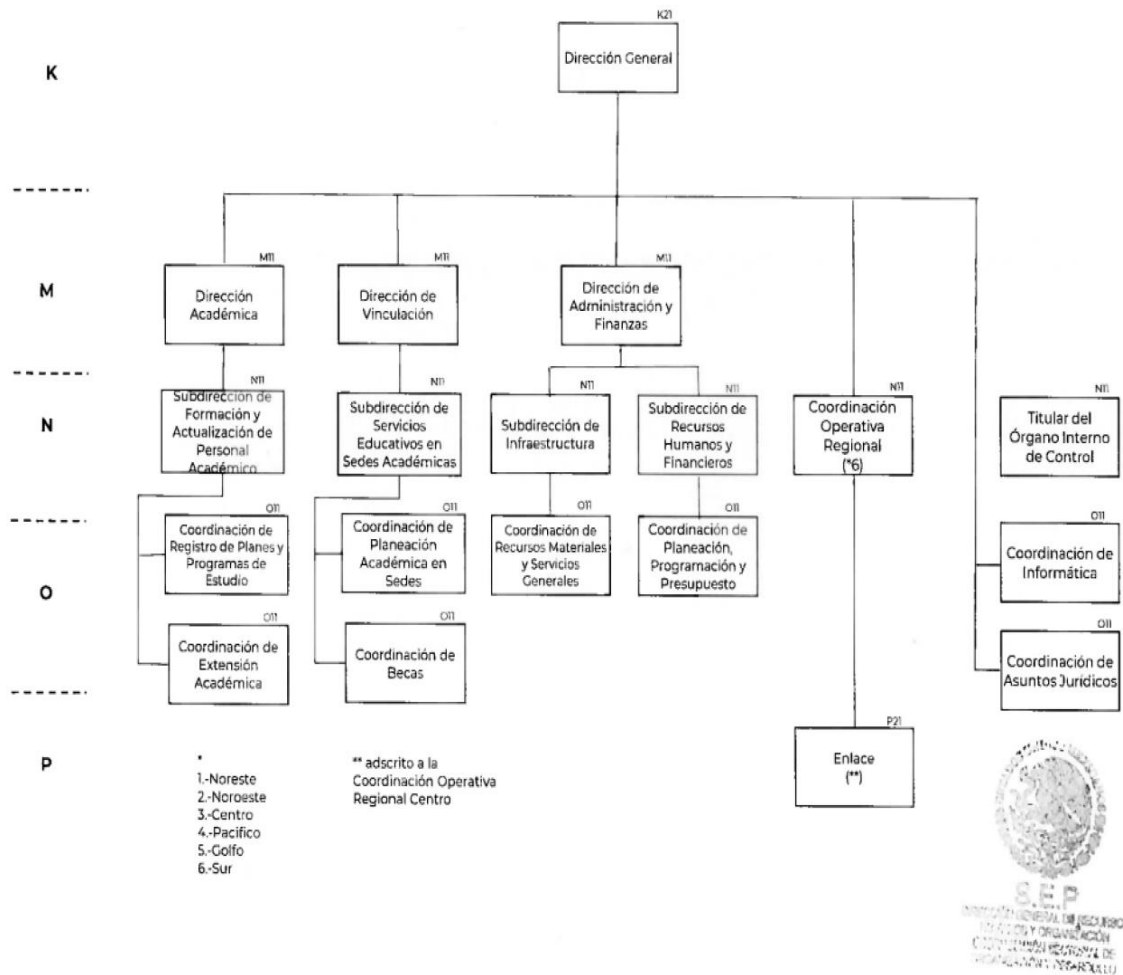 K21
K
Dirección General
M
M11
Dirección
Académica
M11
Dirección de
Vinculación
M11
Dirección de
Administración y
Finanzas
N
N11
Subdirección de
Formación y
Actualización de
Personal
Académico
N11
Subdirección de
Servicios
Educativos en
Sedes Académicas
N11
Subdirección de
Infraestructura
N11
Subdirección de
Recursos
Humanos y
Financieros
N11
Coordinación
Operativa
Regional
(*6)
N11
Titular del
Órgano Interno
de Control
O
O11
Coordinación de
Registro de Planes y
Programas de
Estudio
O11
Coordinación de
Planeación
Académica en
Sedes
O11
Coordinación de
Recursos Materiales
y Servicios
Generales
O11
Coordinación de
Planeación,
Programación y
Presupuesto
O11
Coordinación de
Informática
O11
Coordinación de
Extensión
Académica
O11
Coordinación de
Becas
O11
Coordinación de
Asuntos Jurídicos
P
P21
Enlace
(**)
*
1.-Noreste
2.-Noroeste
3.-Centro
4.-Pacifico
5.-Golfo
6.-Sur
** adscrito a la
Coordinación Operativa
Regional Centro
S.E.P
GENERAL DE RECURSO
Y ORGANIZACIÓN